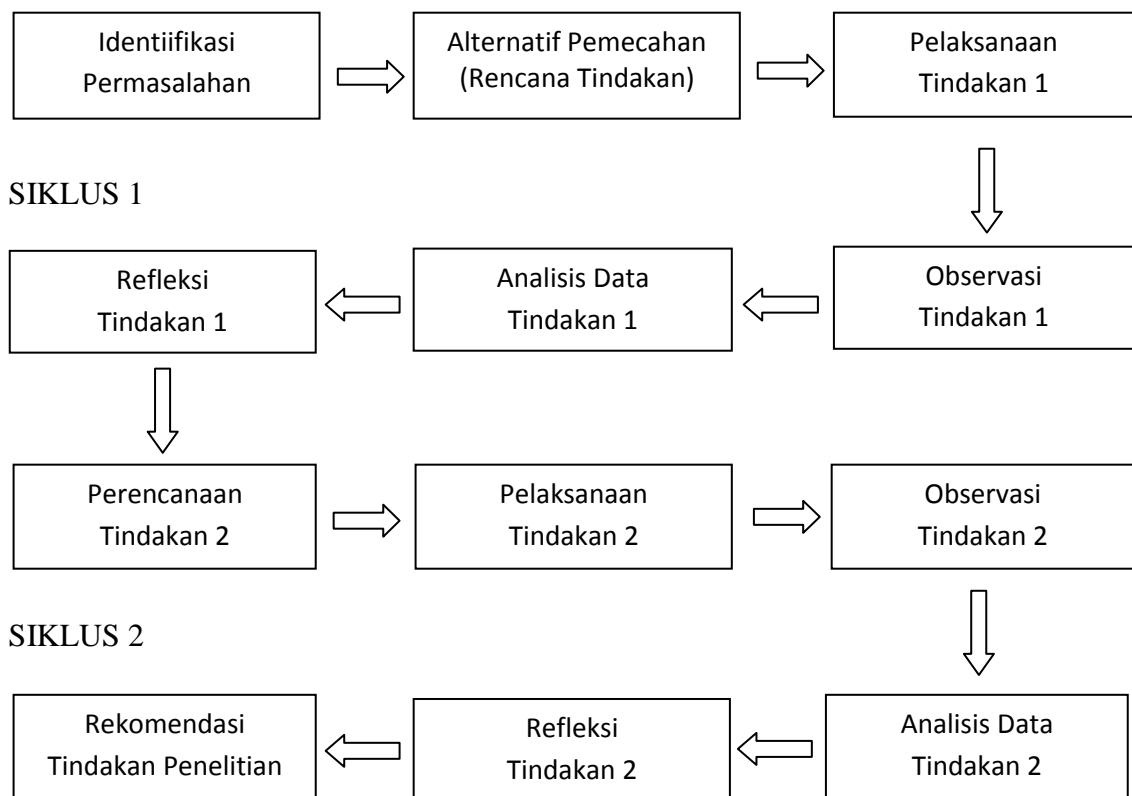 Identiifikasi
Permasalahan
Alternatif Pemecahan
(Rencana Tindakan)
Pelaksanaan
Tindakan 1
SIKLUS 1
Observasi
Tindakan 1
Analisis Data
Tindakan 1
Refleksi
Tindakan 1
Perencanaan
Tindakan 2
Pelaksanaan
Tindakan 2
Observasi
Tindakan 2
SIKLUS 2
Analisis Data
Tindakan 2
Refleksi
Tindakan 2
Rekomendasi
Tindakan Penelitian